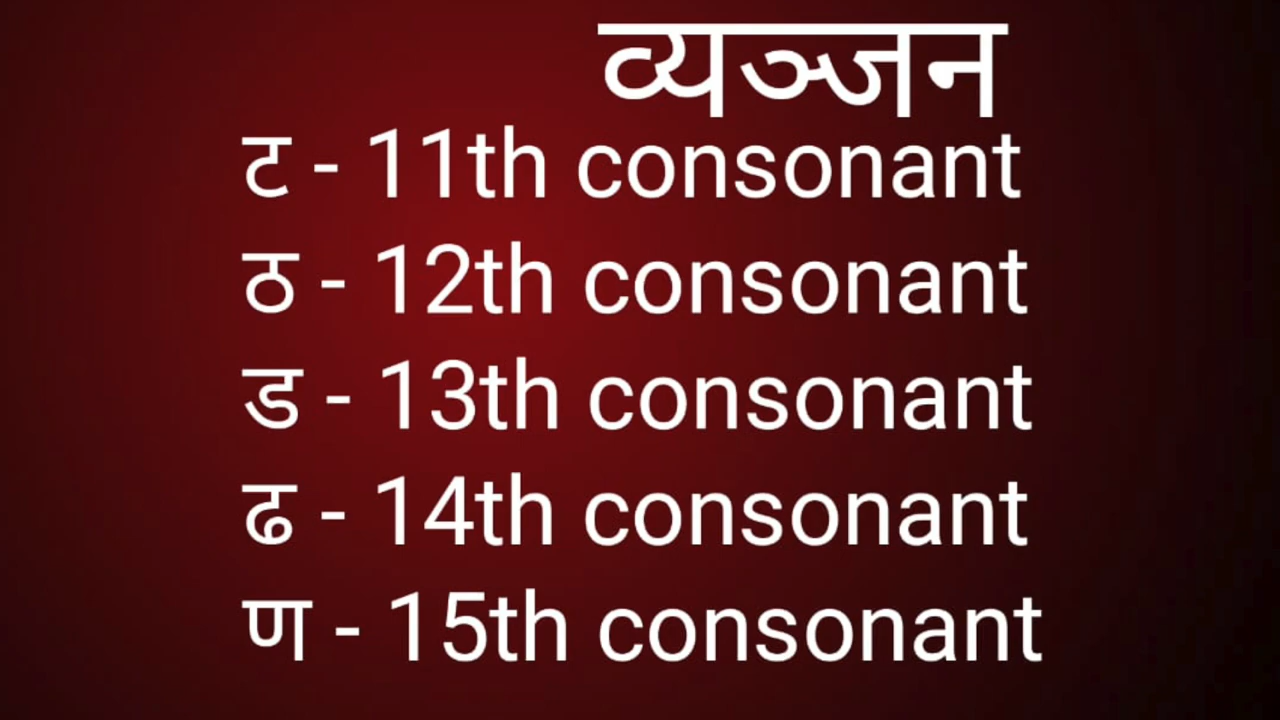 व्यञ्जन
ट - 11th consonant
ठ - 12th consonant
ड - 13th consonant
ढ - 14th consonant
ण - 15th consonant